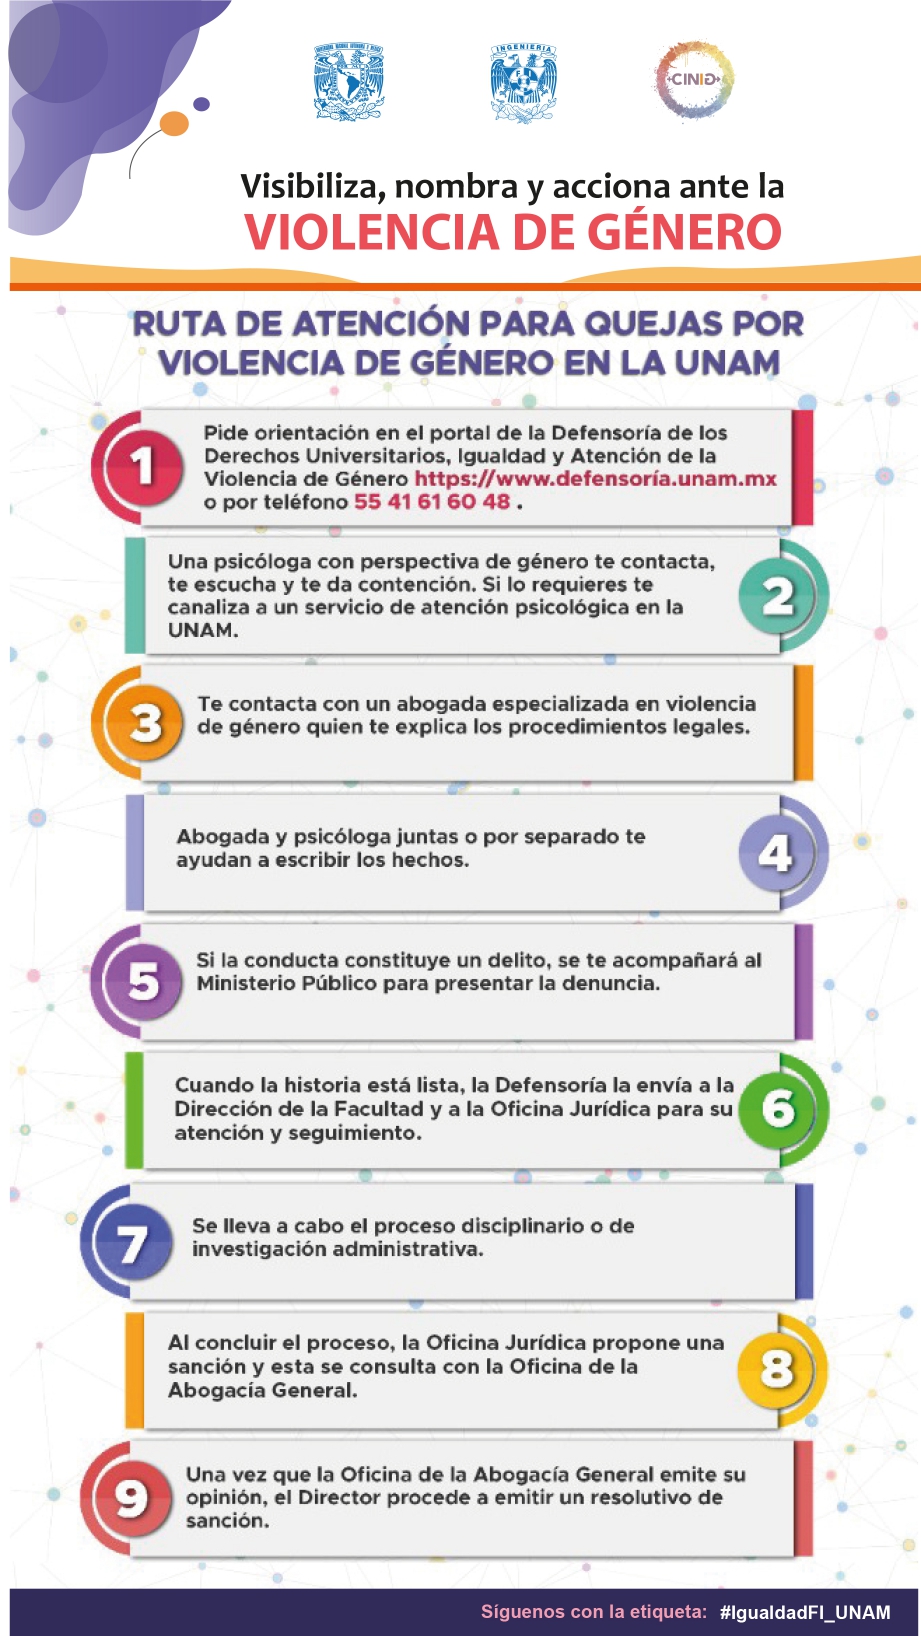 INGENIERIA
CINIG
Visibiliza, nombra y acciona ante la
VIOLENCIA DE GÉNERO
RUTA DE ATENCIÓN PARA QUEJAS POR
VIOLENCIA DE GÉNERO EN LA UNAM
1
Pide orientación en el portal de la Defensoría de los
Derechos Universitarios, Igualdad y Atención de la
Violencia de Género https://www.defensoría.unam.mx
o por teléfono 55 41 61 60 48 .
Una psicóloga con perspectiva de género te contacta,
te escucha y te da contención. Si lo requieres te
canaliza a un servicio de atención psicológica en la
UNAM.
2
3
Te contacta con un abogada especializada en violencia
de género quien te explica los procedimientos legales.
Abogada y psicóloga juntas o por separado te
ayudan a escribir los hechos.
4
5
Si la conducta constituye un delito, se te acompañará al
Ministerio Público para presentar la denuncia.
Cuando la historia está lista, la Defensoría la envía a la
Dirección de la Facultad y a la Oficina Jurídica para su
atención y seguimiento.
6
7
Se lleva a cabo el proceso disciplinario o de
investigación administrativa.
Al concluir el proceso, la Oficina Jurídica propone una
sanción y esta se consulta con la Oficina de la
Abogacía General.
8
9
Una vez que la Oficina de la Abogacía General emite su
opinión, el Director procede a emitir un resolutivo de
sanción.
Síguenos con la etiqueta: #IgualdadFI_UNAM